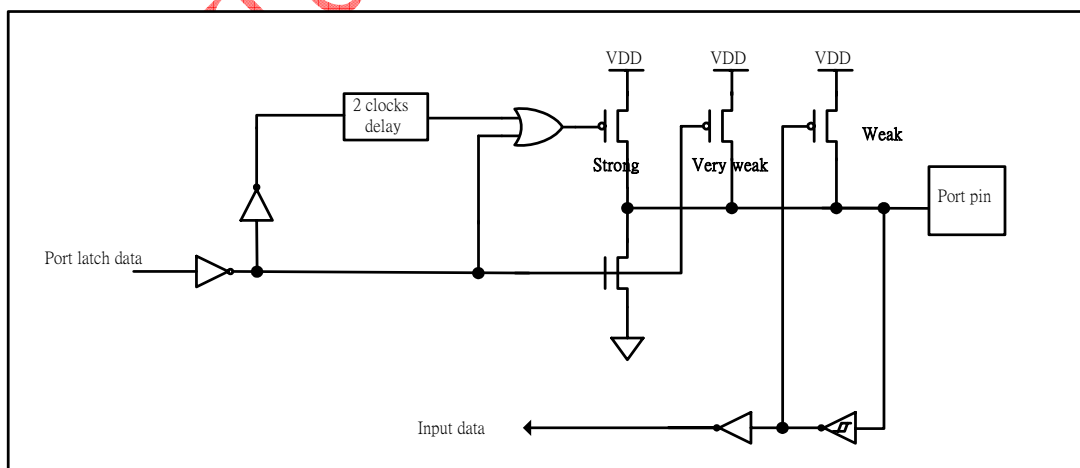 VDD
VDD
VDD
2 clocks
delay
Weak
Strong
Very weak
Port pin
Port latch data
Input data